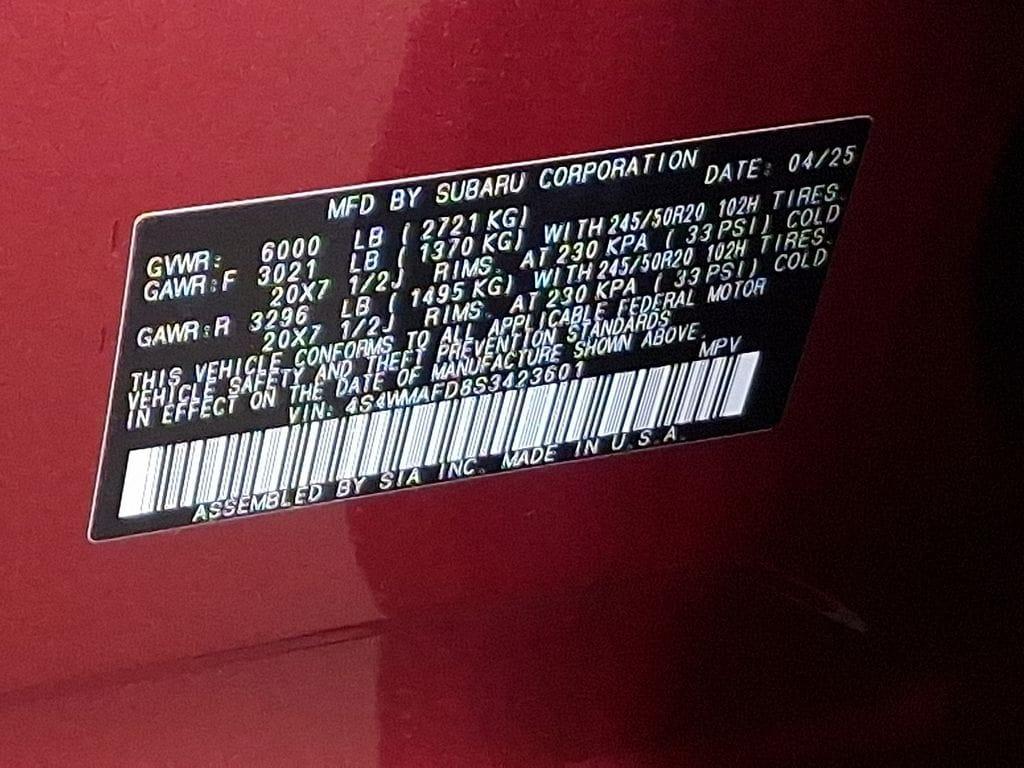 MFD BY SUBARU CORPORATION DATE: 04/25
GVWR: 6000 LB ( 2721 KG)
GAWR:F 3021 LB ( 1370 KG) WITH 245/50R20 102H TIRES.
20X7 1/2J RIMS. AT 230 KPA ( 33 PSI) COLD
GAWR:R 3296 LB ( 1495 KG) WITH 245/50R20 102H TIRES.
20X7 1/2J RIMS. AT 230 KPA ( 33 PSI) COLD
THIS VEHICLE CONFORMS TO ALL APPLICABLE FEDERAL MOTOR
VEHICLE SAFETY AND THEFT PREVENTION STANDARDS
IN EFFECT ON THE DATE OF MANUFACTURE SHOWN ABOVE.
VIN: 4S4WMAFD8S3423601 MPV
ASSEMBLED BY SIA INC. MADE IN U.S.A.